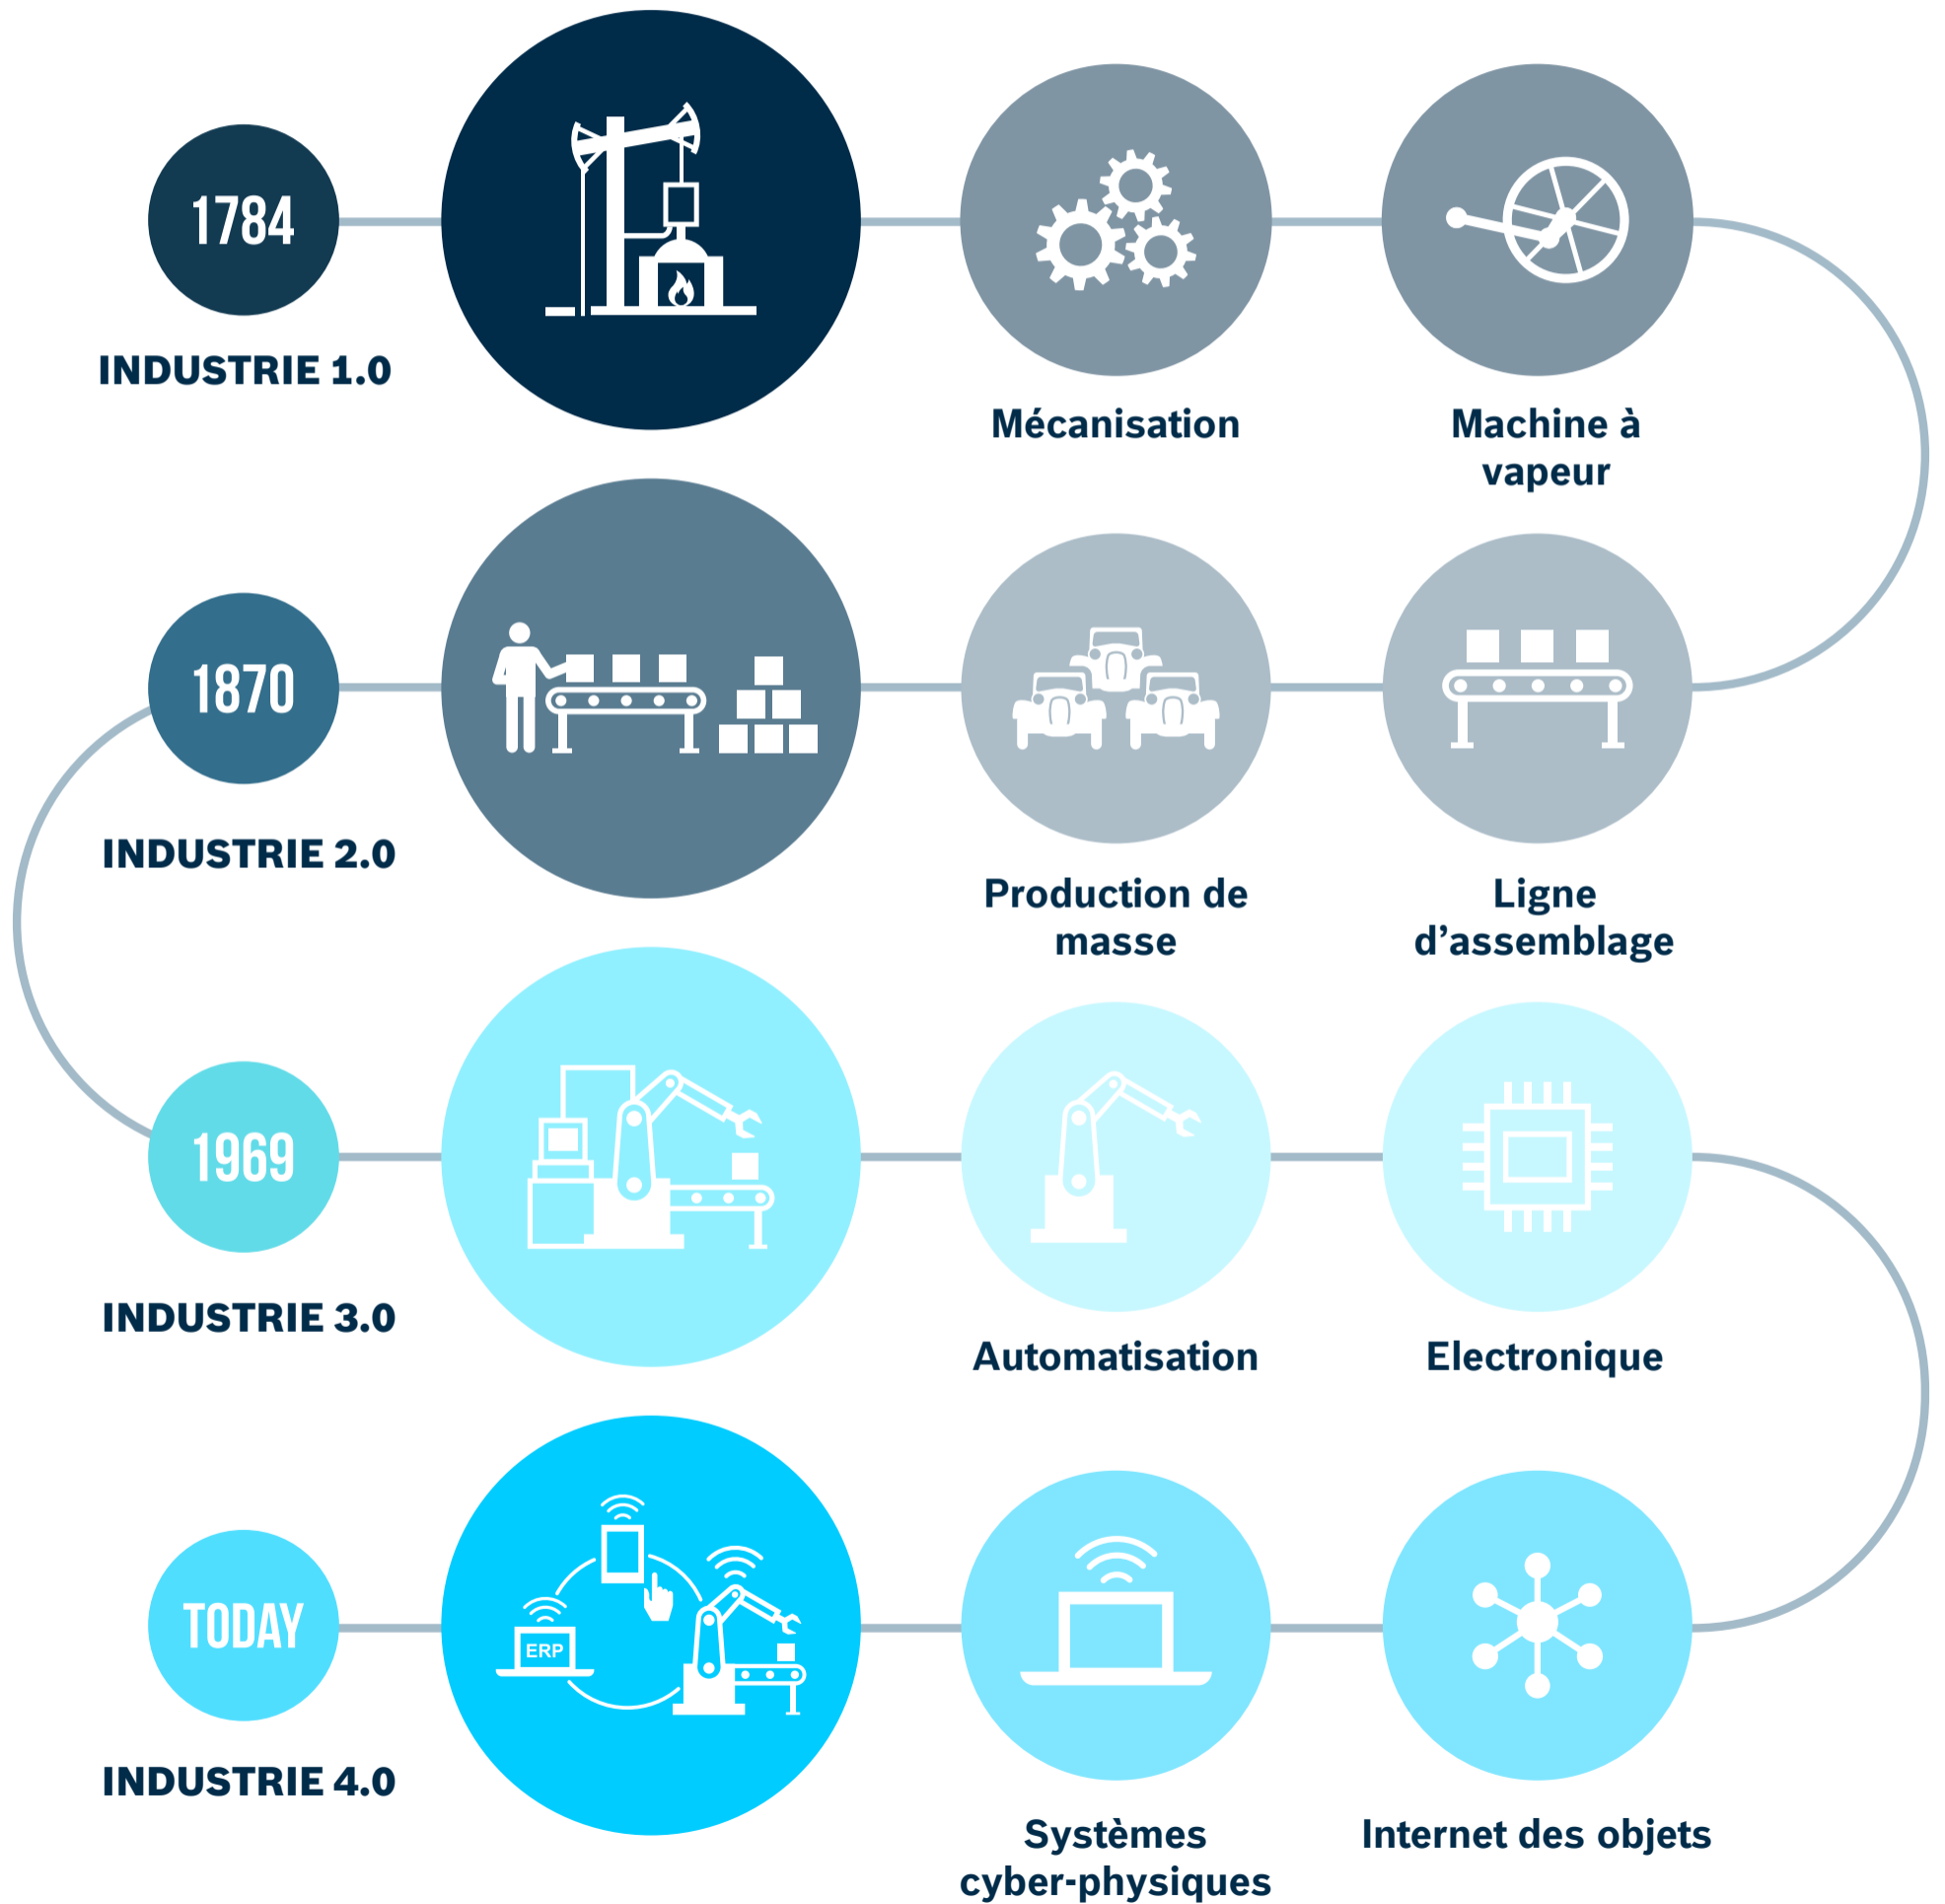 1784
INDUSTRIE 1.0
Mécanisation
Machine à
vapeur
1870
INDUSTRIE 2.0
Production de
masse
Ligne
d’assemblage
1969
INDUSTRIE 3.0
Automatisation
Electronique
TODAY
INDUSTRIE 4.0
ERP
Systèmes
cyber-physiques
Internet des objets